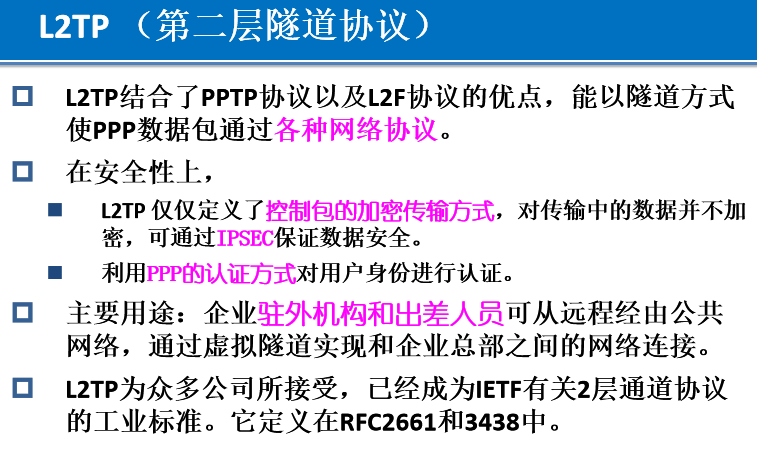 L2TP （第二层隧道协议）
L2TP结合了PPTP协议以及L2F协议的优点，能以隧道方式
使PPP数据包通过各种网络协议。
在安全性上，
L2TP 仅仅定义了控制包的加密传输方式，对传输中的数据并不加
密，可通过IPSEC保证数据安全。
利用PPP的认证方式对用户身份进行认证。
主要用途：企业驻外机构和出差人员可从远程经由公共
网络，通过虚拟隧道实现和企业总部之间的网络连接。
L2TP为众多公司所接受，已经成为IETF有关2层通道协议
的工业标准。它定义在RFC2661和3438中。